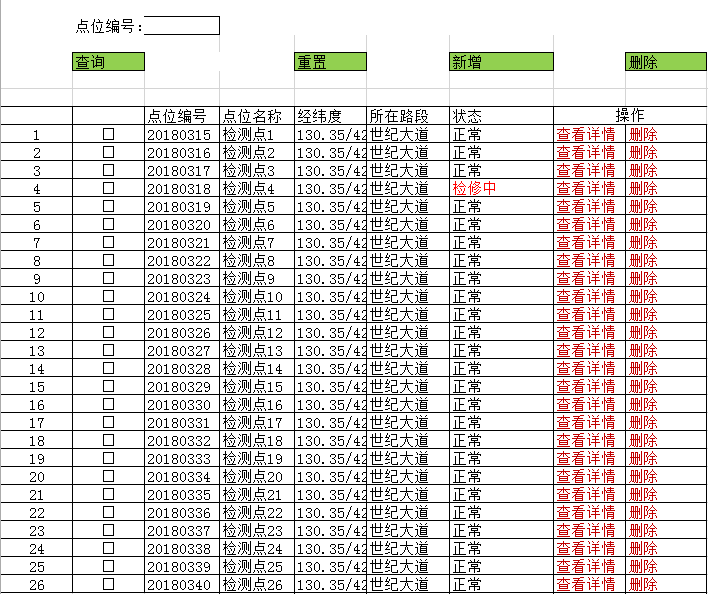 点位编号:
查询 重置 新增 删除
点位编号 点位名称 经纬度 所在路段 状态 操作
1 20180315 检测点1 130.35/42 世纪大道 正常 查看详情 删除
2 20180316 检测点2 130.35/42 世纪大道 正常 查看详情 删除
3 20180317 检测点3 130.35/42 世纪大道 正常 查看详情 删除
4 20180318 检测点4 130.35/42 世纪大道 检修中 查看详情 删除
5 20180319 检测点5 130.35/42 世纪大道 正常 查看详情 删除
6 20180320 检测点6 130.35/42 世纪大道 正常 查看详情 删除
7 20180321 检测点7 130.35/42 世纪大道 正常 查看详情 删除
8 20180322 检测点8 130.35/42 世纪大道 正常 查看详情 删除
9 20180323 检测点9 130.35/42 世纪大道 正常 查看详情 删除
10 20180324 检测点10 130.35/42 世纪大道 正常 查看详情 删除
11 20180325 检测点11 130.35/42 世纪大道 正常 查看详情 删除
12 20180326 检测点12 130.35/42 世纪大道 正常 查看详情 删除
13 20180327 检测点13 130.35/42 世纪大道 正常 查看详情 删除
14 20180328 检测点14 130.35/42 世纪大道 正常 查看详情 删除
15 20180329 检测点15 130.35/42 世纪大道 正常 查看详情 删除
16 20180330 检测点16 130.35/42 世纪大道 正常 查看详情 删除
17 20180331 检测点17 130.35/42 世纪大道 正常 查看详情 删除
18 20180332 检测点18 130.35/42 世纪大道 正常 查看详情 删除
19 20180333 检测点19 130.35/42 世纪大道 正常 查看详情 删除
20 20180334 检测点20 130.35/42 世纪大道 正常 查看详情 删除
21 20180335 检测点21 130.35/42 世纪大道 正常 查看详情 删除
22 20180336 检测点22 130.35/42 世纪大道 正常 查看详情 删除
23 20180337 检测点23 130.35/42 世纪大道 正常 查看详情 删除
24 20180338 检测点24 130.35/42 世纪大道 正常 查看详情 删除
25 20180339 检测点25 130.35/42 世纪大道 正常 查看详情 删除
26 20180340 检测点26 130.35/42 世纪大道 正常 查看详情 删除